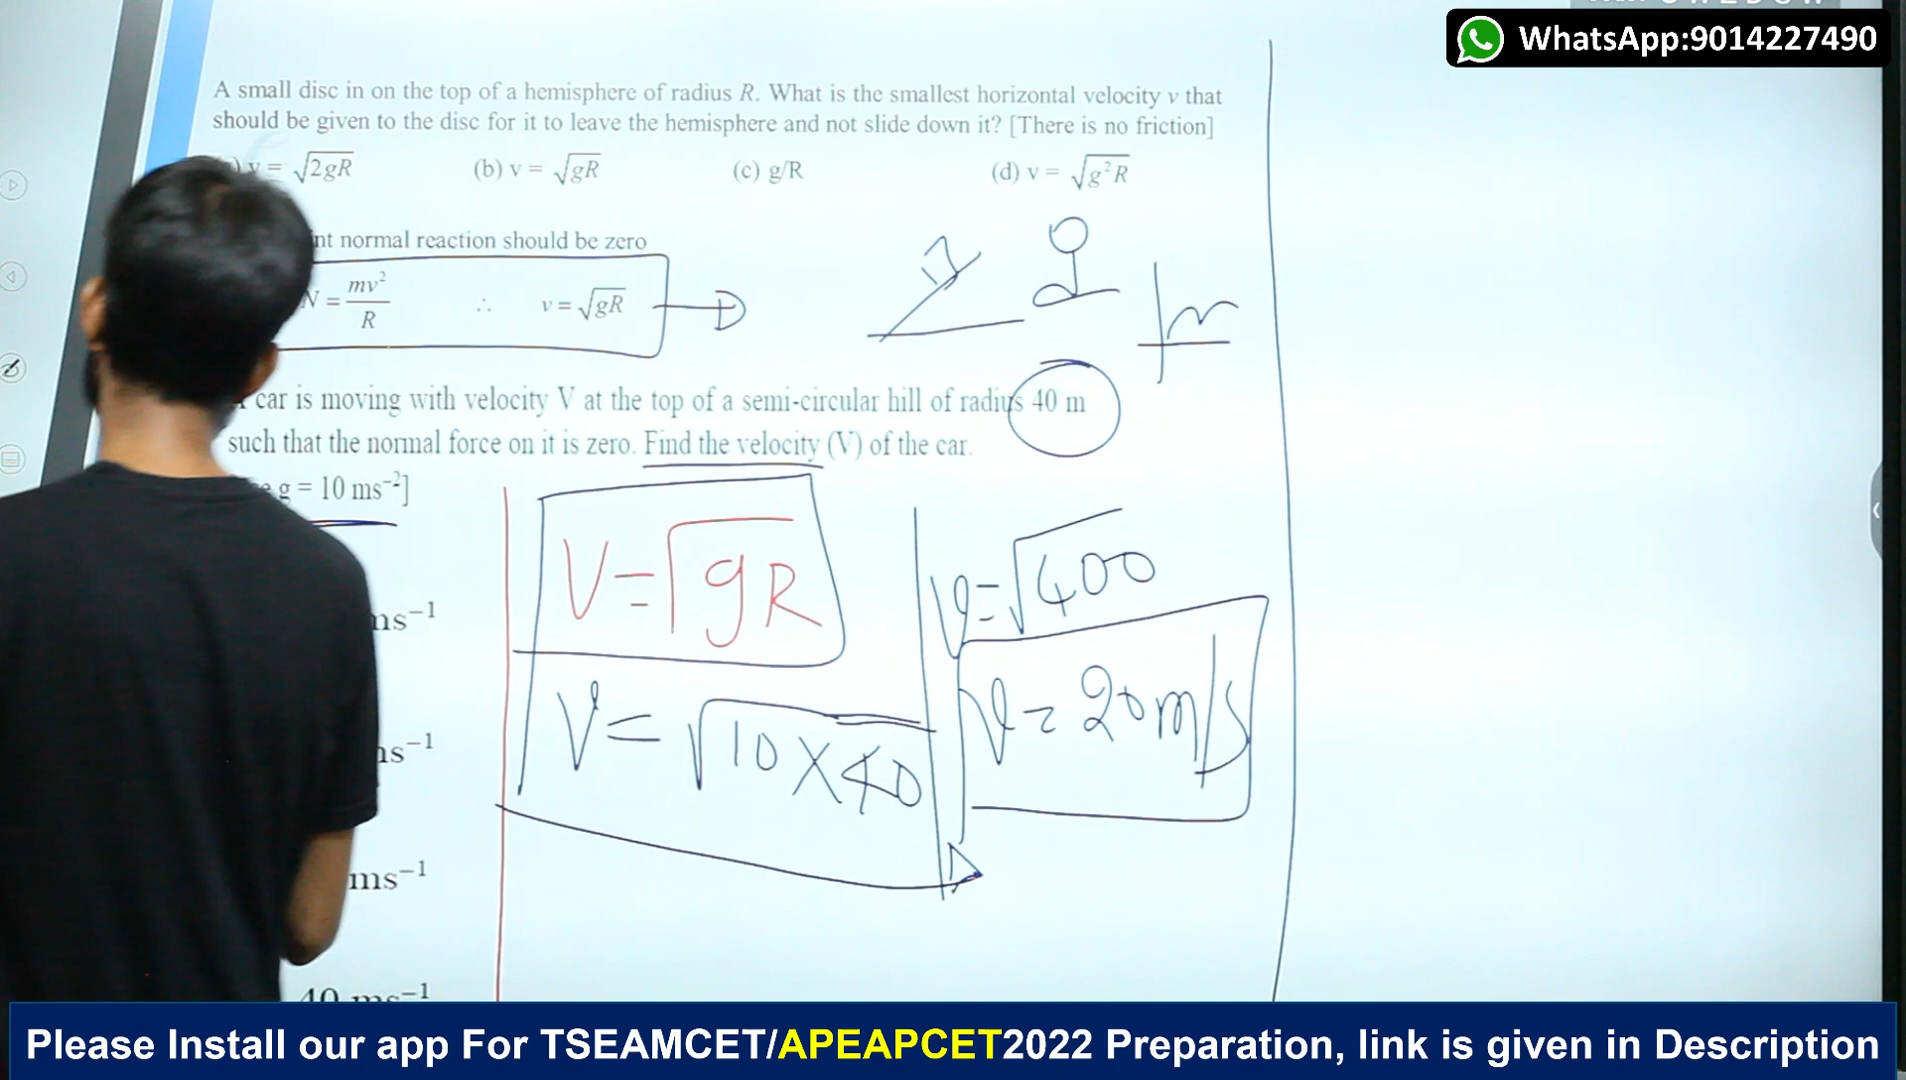 WhatsApp:9014227490
A small disc in on the top of a hemisphere of radius R. What is the smallest horizontal velocity v that
should be given to the disc for it to leave the hemisphere and not slide down it? [There is no friction]
) v = √2gR (b) v = √gR (c) g/R (d) v = √g²R
nt normal reaction should be zero
N = mv²/R ∴ v = √gR
car is moving with velocity V at the top of a semi-circular hill of radius 40 m
such that the normal force on it is zero. Find the velocity (V) of the car.
g = 10 ms⁻²]
V = √gR
v = √400
ms⁻¹
V = √10×40
v = 20 m/s
ms⁻¹
ms⁻¹
40 ms⁻¹
Please Install our app For TSEAMCET/APEAPCET2022 Preparation, link is given in Description